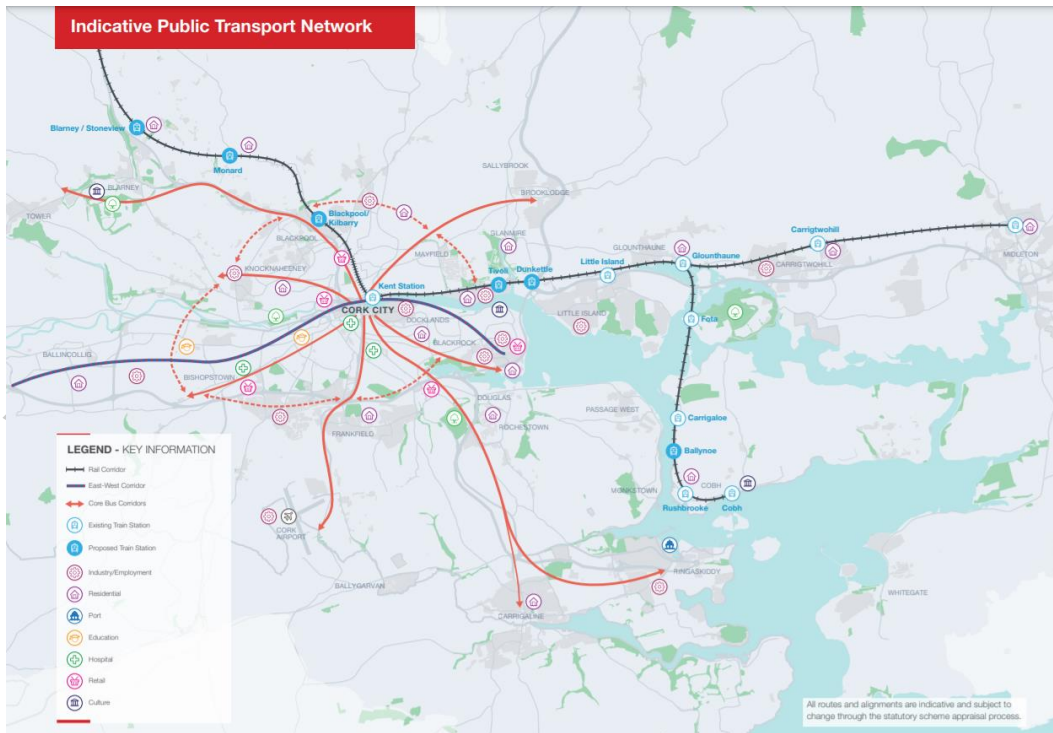 Indicative Public Transport Network
Blarney / Stoneview
Monard
SALLYBROOK
BROOKLODGE
BLARNEY
TOWER
Blackpool/
Kilbarry
BLACKPOOL
GLANMIRE
MAYFIELD
GLOUNTHAUNE
Carrigtwohill
Glounthaune
Little Island
CARRIGTWOHILL
MIDLETON
KNOCKNAHEENEY
Tivoli
Dunkettle
Kent Station
CORK CITY
DOCKLANDS
LITTLE ISLAND
Fota
BLACKROCK
BALLINCOLLIG
BISHOPSTOWN
DOUGLAS
ROCHESTOWN
PASSAGE WEST
Carrigaloe
FRANKFIELD
Ballynoe
MONKSTOWN
COBH
Rushbrooke
Cobh
CORK
AIRPORT
RINGASKIDDY
BALLYGARVAN
WHITEGATE
CARRIGALINE
LEGEND - KEY INFORMATION
Rail Corridor
East-West Corridor
Core Bus Corridors
Existing Train Station
Proposed Train Station
Industry/Employment
Residential
Port
Education
Hospital
Retail
Culture
All routes and alignments are indicative and subject to
change through the statutory scheme appraisal process.